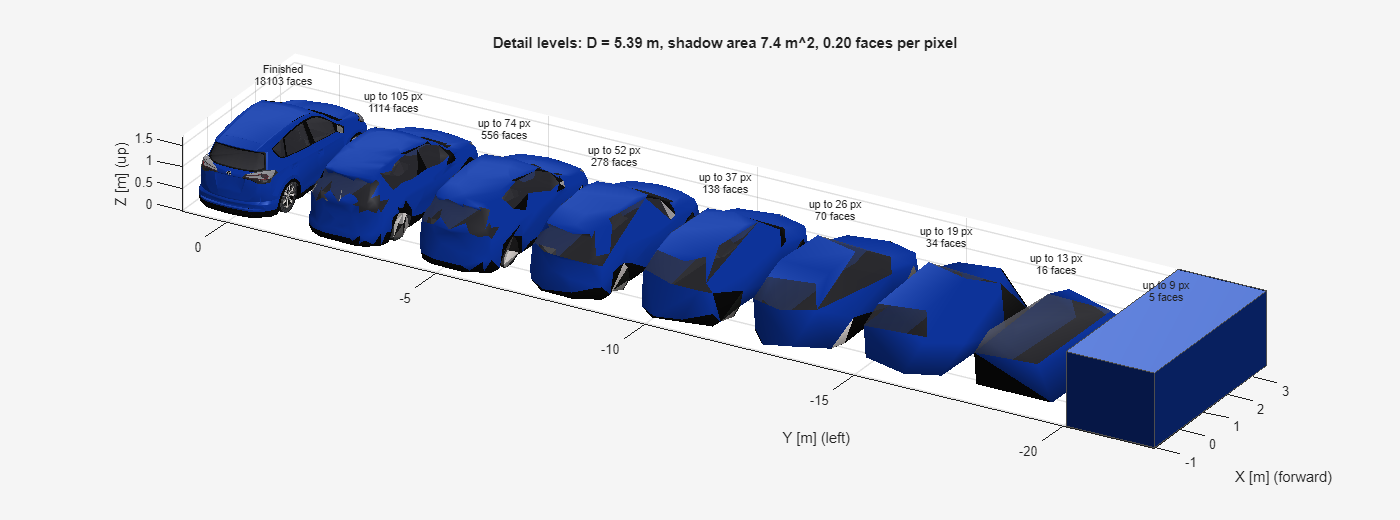 Detail levels: D = 5.39 m, shadow area 7.4 m^2, 0.20 faces per pixel
Finished
18103 faces
up to 105 px
1114 faces
up to 74 px
556 faces
up to 52 px
278 faces
up to 37 px
138 faces
up to 26 px
70 faces
up to 19 px
34 faces
up to 13 px
16 faces
up to 9 px
5 faces
Z [m] (up)
1.5
1
0.5
0
0
-5
-10
-15
-20
Y [m] (left)
3
2
1
0
-1
X [m] (forward)